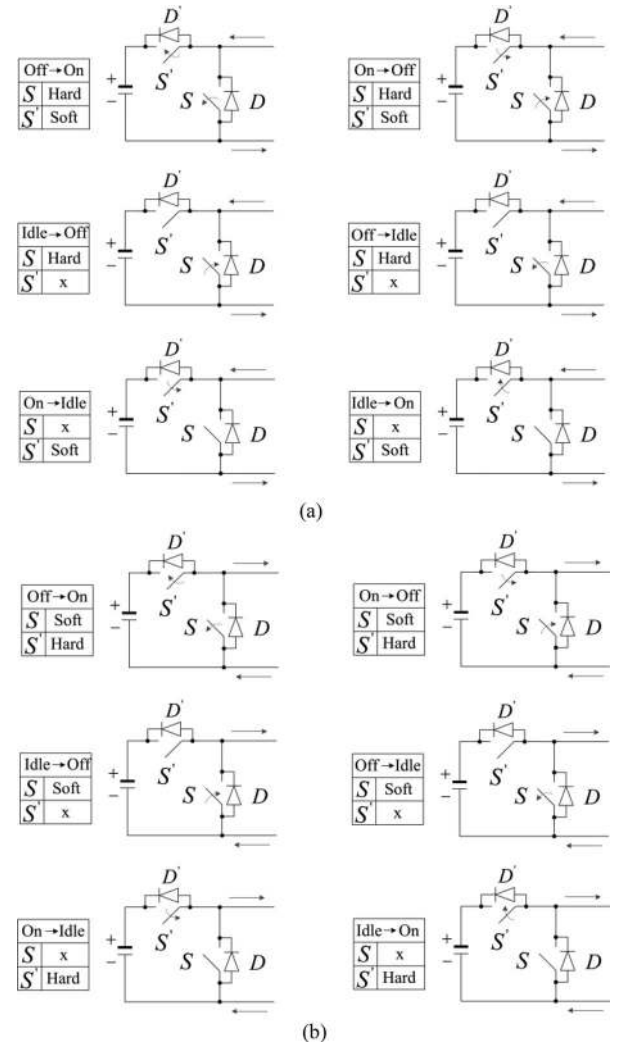 D'
Off→On
S Hard
S' Soft
+
−
S'
S
D
D'
On→Off
S Hard
S' Soft
+
−
S'
S
D
D'
Idle→Off
S Hard
S' x
+
−
S'
S
D
D'
Off→Idle
S Hard
S' x
+
−
S'
S
D
D'
On→Idle
S x
S' Soft
+
−
S'
S
D
D'
Idle→On
S x
S' Soft
+
−
S'
S
D
(a)
D'
Off→On
S Soft
S' Hard
+
−
S'
S
D
D'
On→Off
S Soft
S' Hard
+
−
S'
S
D
D'
Idle→Off
S Soft
S' x
+
−
S'
S
D
D'
Off→Idle
S Soft
S' x
+
−
S'
S
D
D'
On→Idle
S x
S' Hard
+
−
S'
S
D
D'
Idle→On
S x
S' Hard
+
−
S'
S
D
(b)